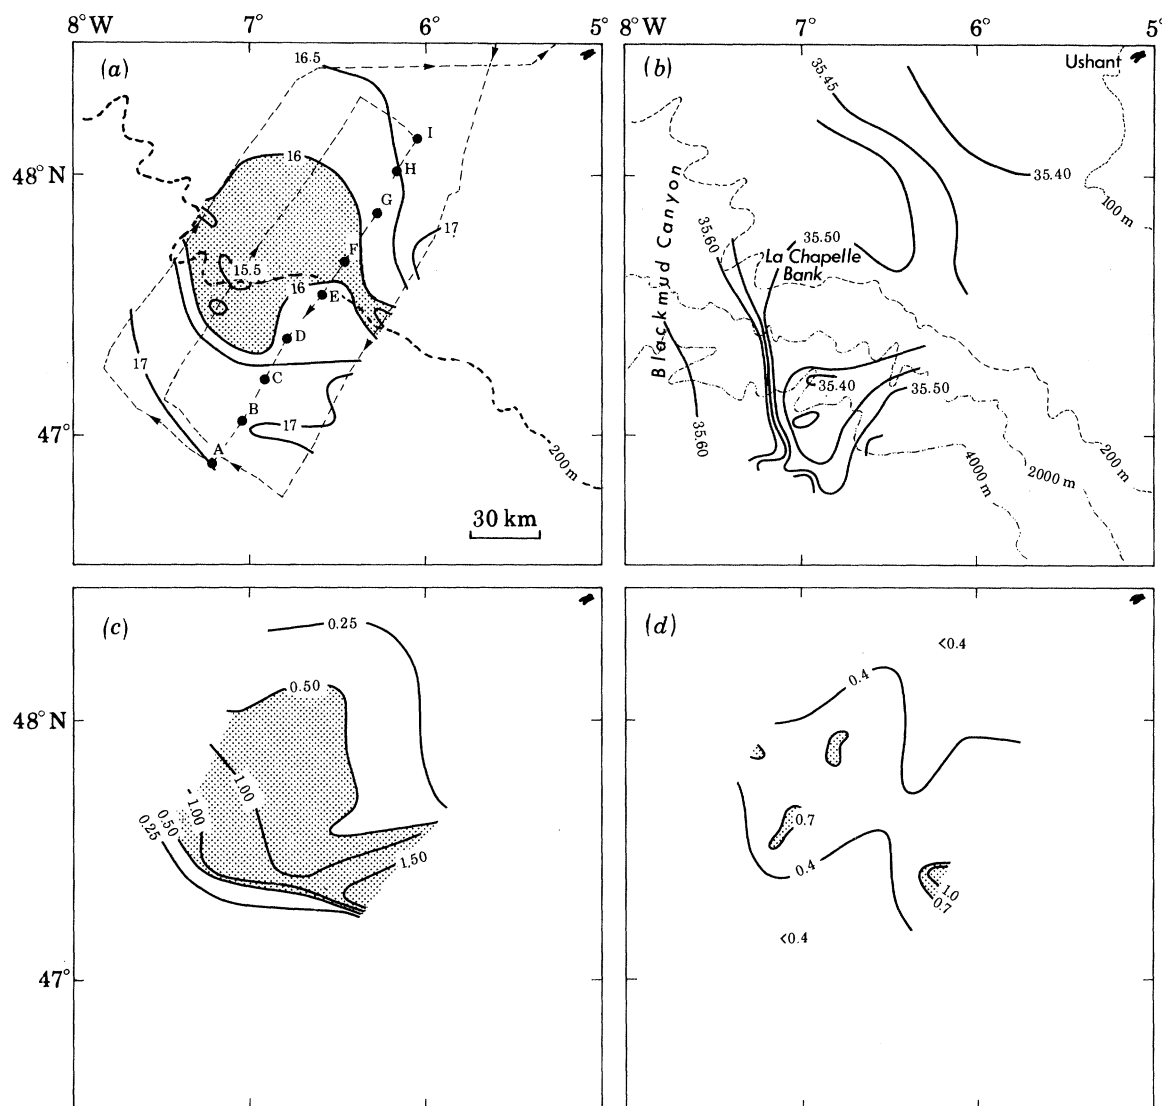 8° W 7° 6° 5°
7° 6° 5°
(a)
16.5
I
H
48° N
16
G
17
F
15.5
16
E
D
17
C
B
17
47°
A
200 m
30 km
(b)
Ushant
35.45
35.40
100 m
Blackmud Canyon
35.60
35.50
La Chapelle
Bank
35.40
35.50
35.60
4000 m
2000 m
200 m
(c)
0.25
0.50
48° N
1.00
1.00
0.50
0.25
1.50
47°
(d)
<0.4
0.4
0.7
0.4
1.0
0.7
<0.4